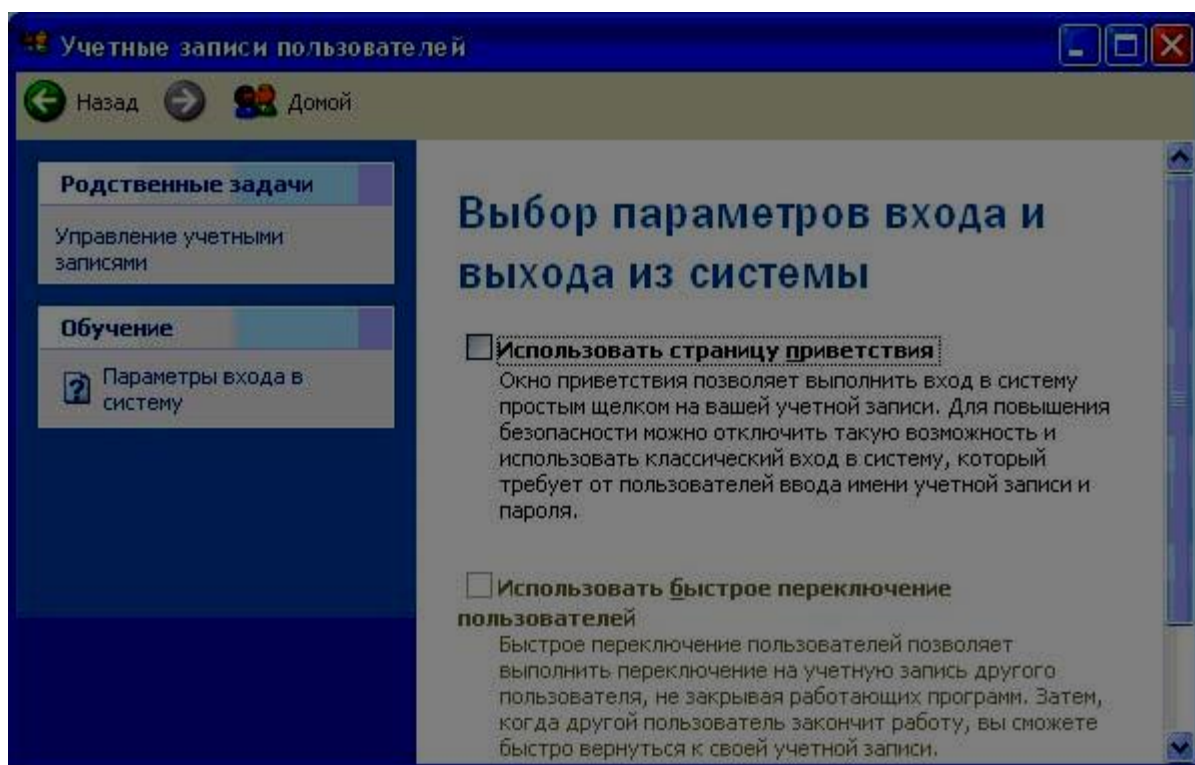 Учетные записи пользователей
Назад
Домой
Родственные задачи
Управление учетными
записями
Обучение
Параметры входа в
систему
Выбор параметров входа и
выхода из системы
Использовать страницу приветствия
Окно приветствия позволяет выполнить вход в систему
простым щелком на вашей учетной записи. Для повышения
безопасности можно отключить такую возможность и
использовать классический вход в систему, который
требует от пользователей ввода имени учетной записи и
пароля.
Использовать быстрое переключение
пользователей
Быстрое переключение пользователей позволяет
выполнить переключение на учетную запись другого
пользователя, не закрывая работающих программ. Затем,
когда другой пользователь закончит работу, вы сможете
быстро вернуться к своей учетной записи.